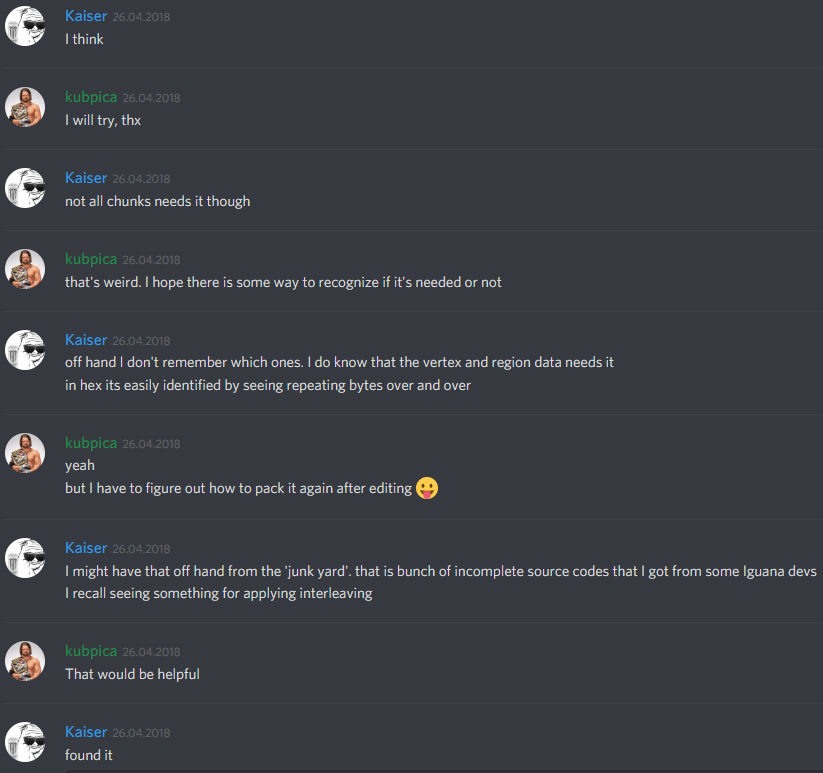 Kaiser 26.04.2018
I think
kubpica 26.04.2018
I will try, thx
Kaiser 26.04.2018
not all chunks needs it though
kubpica 26.04.2018
that's weird. I hope there is some way to recognize if it's needed or not
Kaiser 26.04.2018
off hand I don't remember which ones. I do know that the vertex and region data needs it
in hex its easily identified by seeing repeating bytes over and over
kubpica 26.04.2018
yeah
but I have to figure out how to pack it again after editing 😛
Kaiser 26.04.2018
I might have that off hand from the 'junk yard'. that is bunch of incomplete source codes that I got from some Iguana devs
I recall seeing something for applying interleaving
kubpica 26.04.2018
That would be helpful
Kaiser 26.04.2018
found it